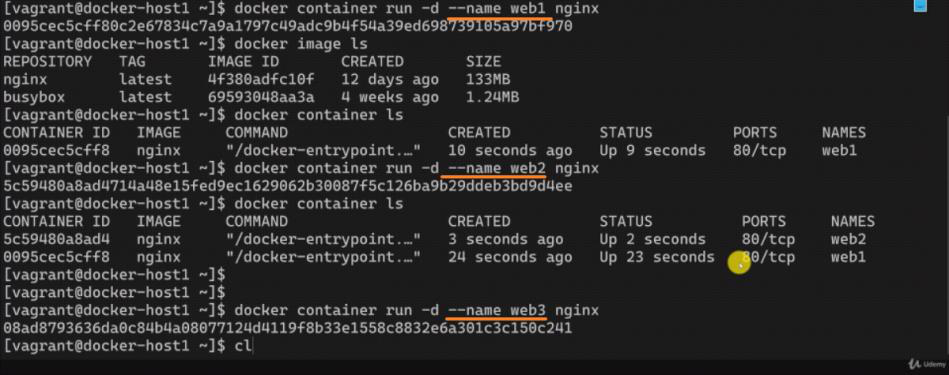 [vagrant@docker-host1 ~]$ docker container run -d --name web1 nginx
0095cec5cff80c2e67834c7a9a1797c49adc9b4f54a39ed698739105a97bf970
[vagrant@docker-host1 ~]$ docker image ls
REPOSITORY TAG IMAGE ID CREATED SIZE
nginx latest 4f380adfc10f 12 days ago 133MB
busybox latest 69593048aa3a 4 weeks ago 1.24MB
[vagrant@docker-host1 ~]$ docker container ls
CONTAINER ID IMAGE COMMAND CREATED STATUS PORTS NAMES
0095cec5cff8 nginx "/docker-entrypoint.…" 10 seconds ago Up 9 seconds 80/tcp web1
[vagrant@docker-host1 ~]$ docker container run -d --name web2 nginx
5c59480a8ad4714a48e15fed9ec1629062b30087f5c126ba9b29ddeb3bd9d4ee
[vagrant@docker-host1 ~]$ docker container ls
CONTAINER ID IMAGE COMMAND CREATED STATUS PORTS NAMES
5c59480a8ad4 nginx "/docker-entrypoint.…" 3 seconds ago Up 2 seconds 80/tcp web2
0095cec5cff8 nginx "/docker-entrypoint.…" 24 seconds ago Up 23 seconds 80/tcp web1
[vagrant@docker-host1 ~]$
[vagrant@docker-host1 ~]$
[vagrant@docker-host1 ~]$ docker container run -d --name web3 nginx
08ad8793636da0c84b4a08077124d4119f8b33e1558c8832e6a301c3c150c241
[vagrant@docker-host1 ~]$ cl
Udemy